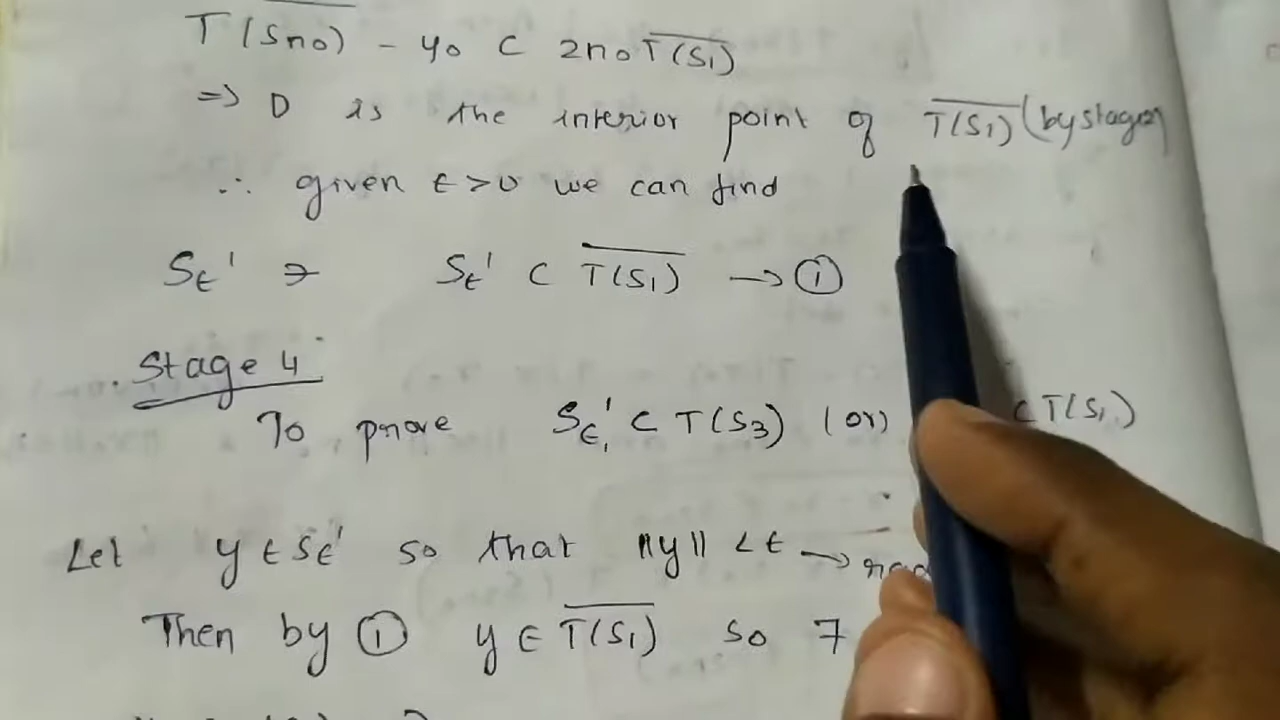 T(Sn₀) - y₀ ⊂ 2n₀ T(S₁)
=> 0 is the interior point of T(S₁) (by stage
∴ given ε>0 we can find
Sε' ∋ Sε' ⊂ T(S₁) → ①
Stage 4
To prove Sε₁' ⊂ T(S₃) (or) ⊂ T(S₁)
Let y ∈ Sε' so that ||y|| < ε →
Then by ① y ∈ T(S₁) so ∃